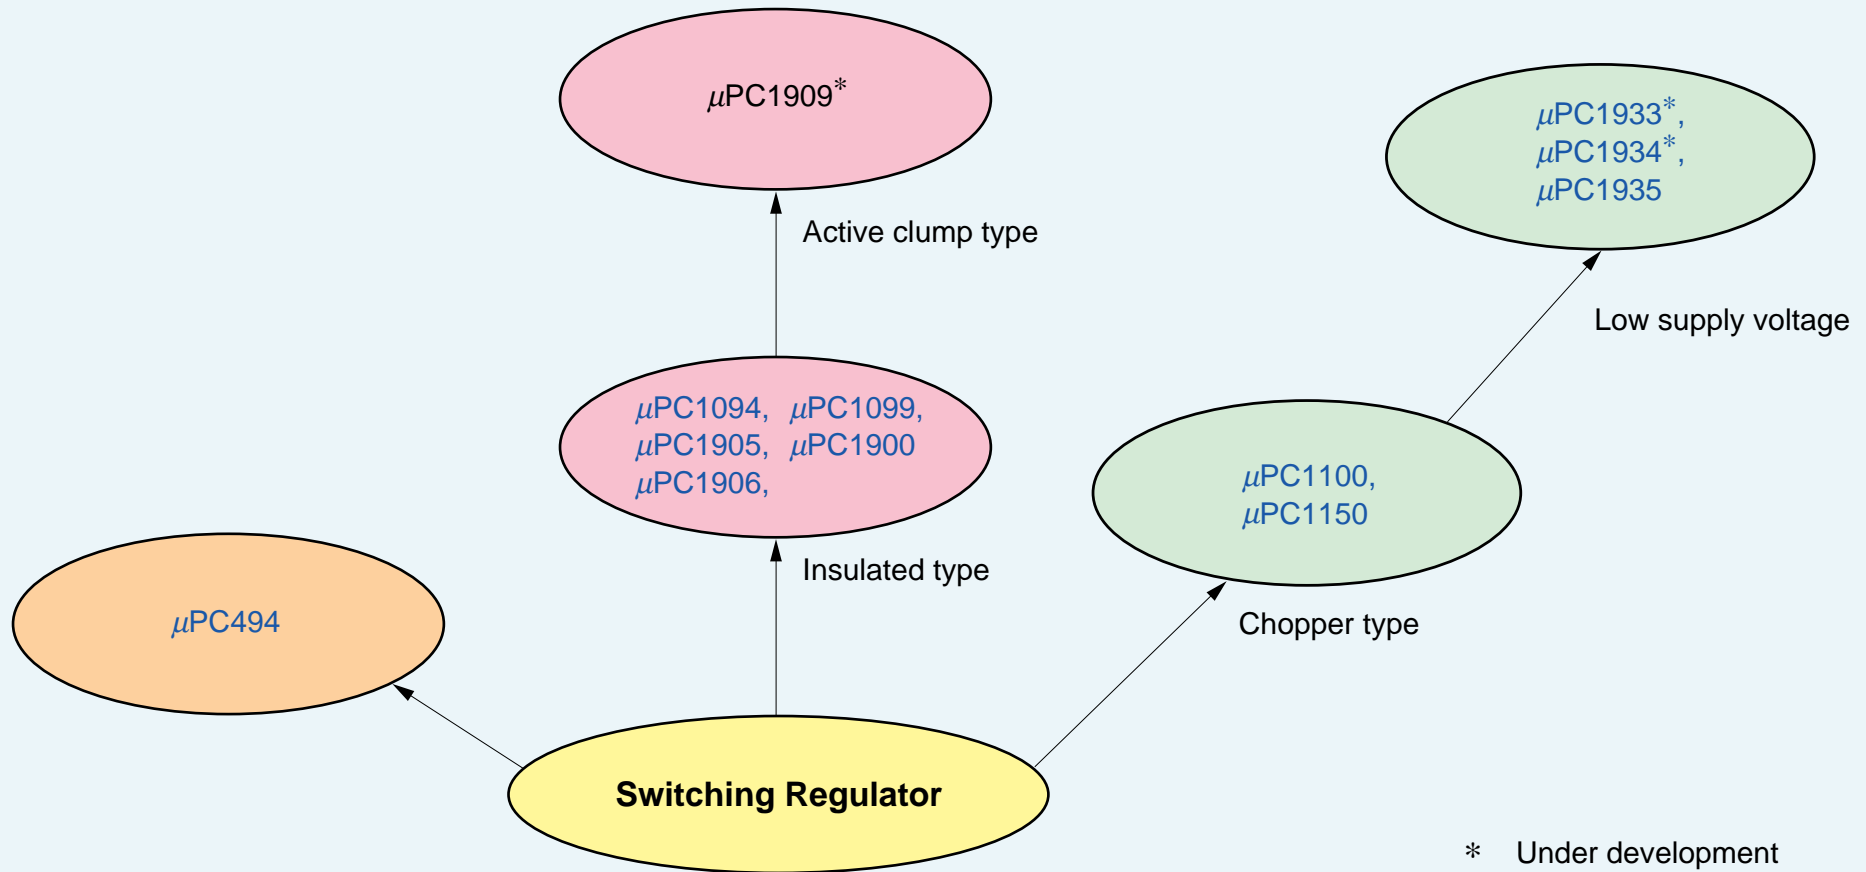 μPC1909*
μPC1933*,
μPC1934*,
μPC1935
Active clump type
Low supply voltage
μPC1094, μPC1099,
μPC1905, μPC1900
μPC1906,
μPC1100,
μPC1150
Insulated type
μPC494
Chopper type
Switching Regulator
* Under development